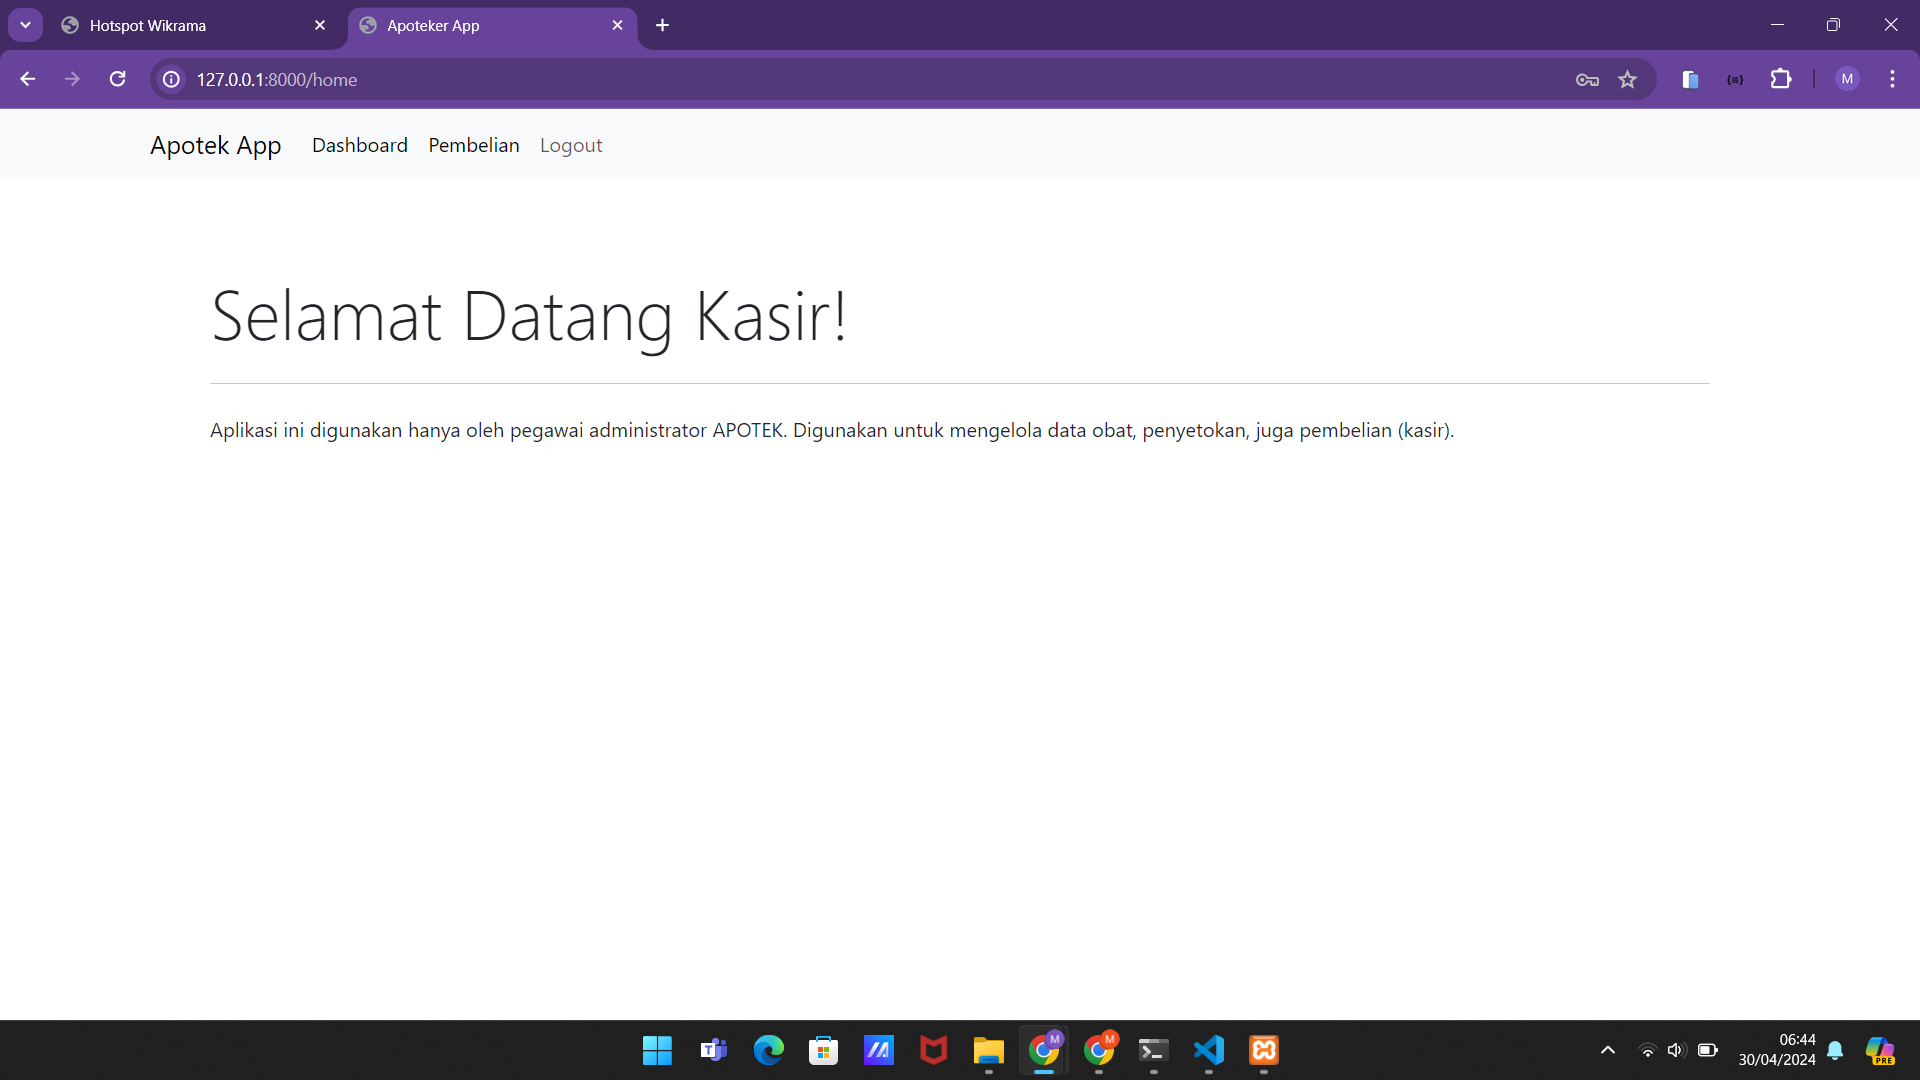 Hotspot Wikrama
Apoteker App
127.0.0.1:8000/home
M
Apotek App
Dashboard
Pembelian
Logout
Selamat Datang Kasir!
Aplikasi ini digunakan hanya oleh pegawai administrator APOTEK. Digunakan untuk mengelola data obat, penyetokan, juga pembelian (kasir).
T
M
M
06:44
30/04/2024
PRE